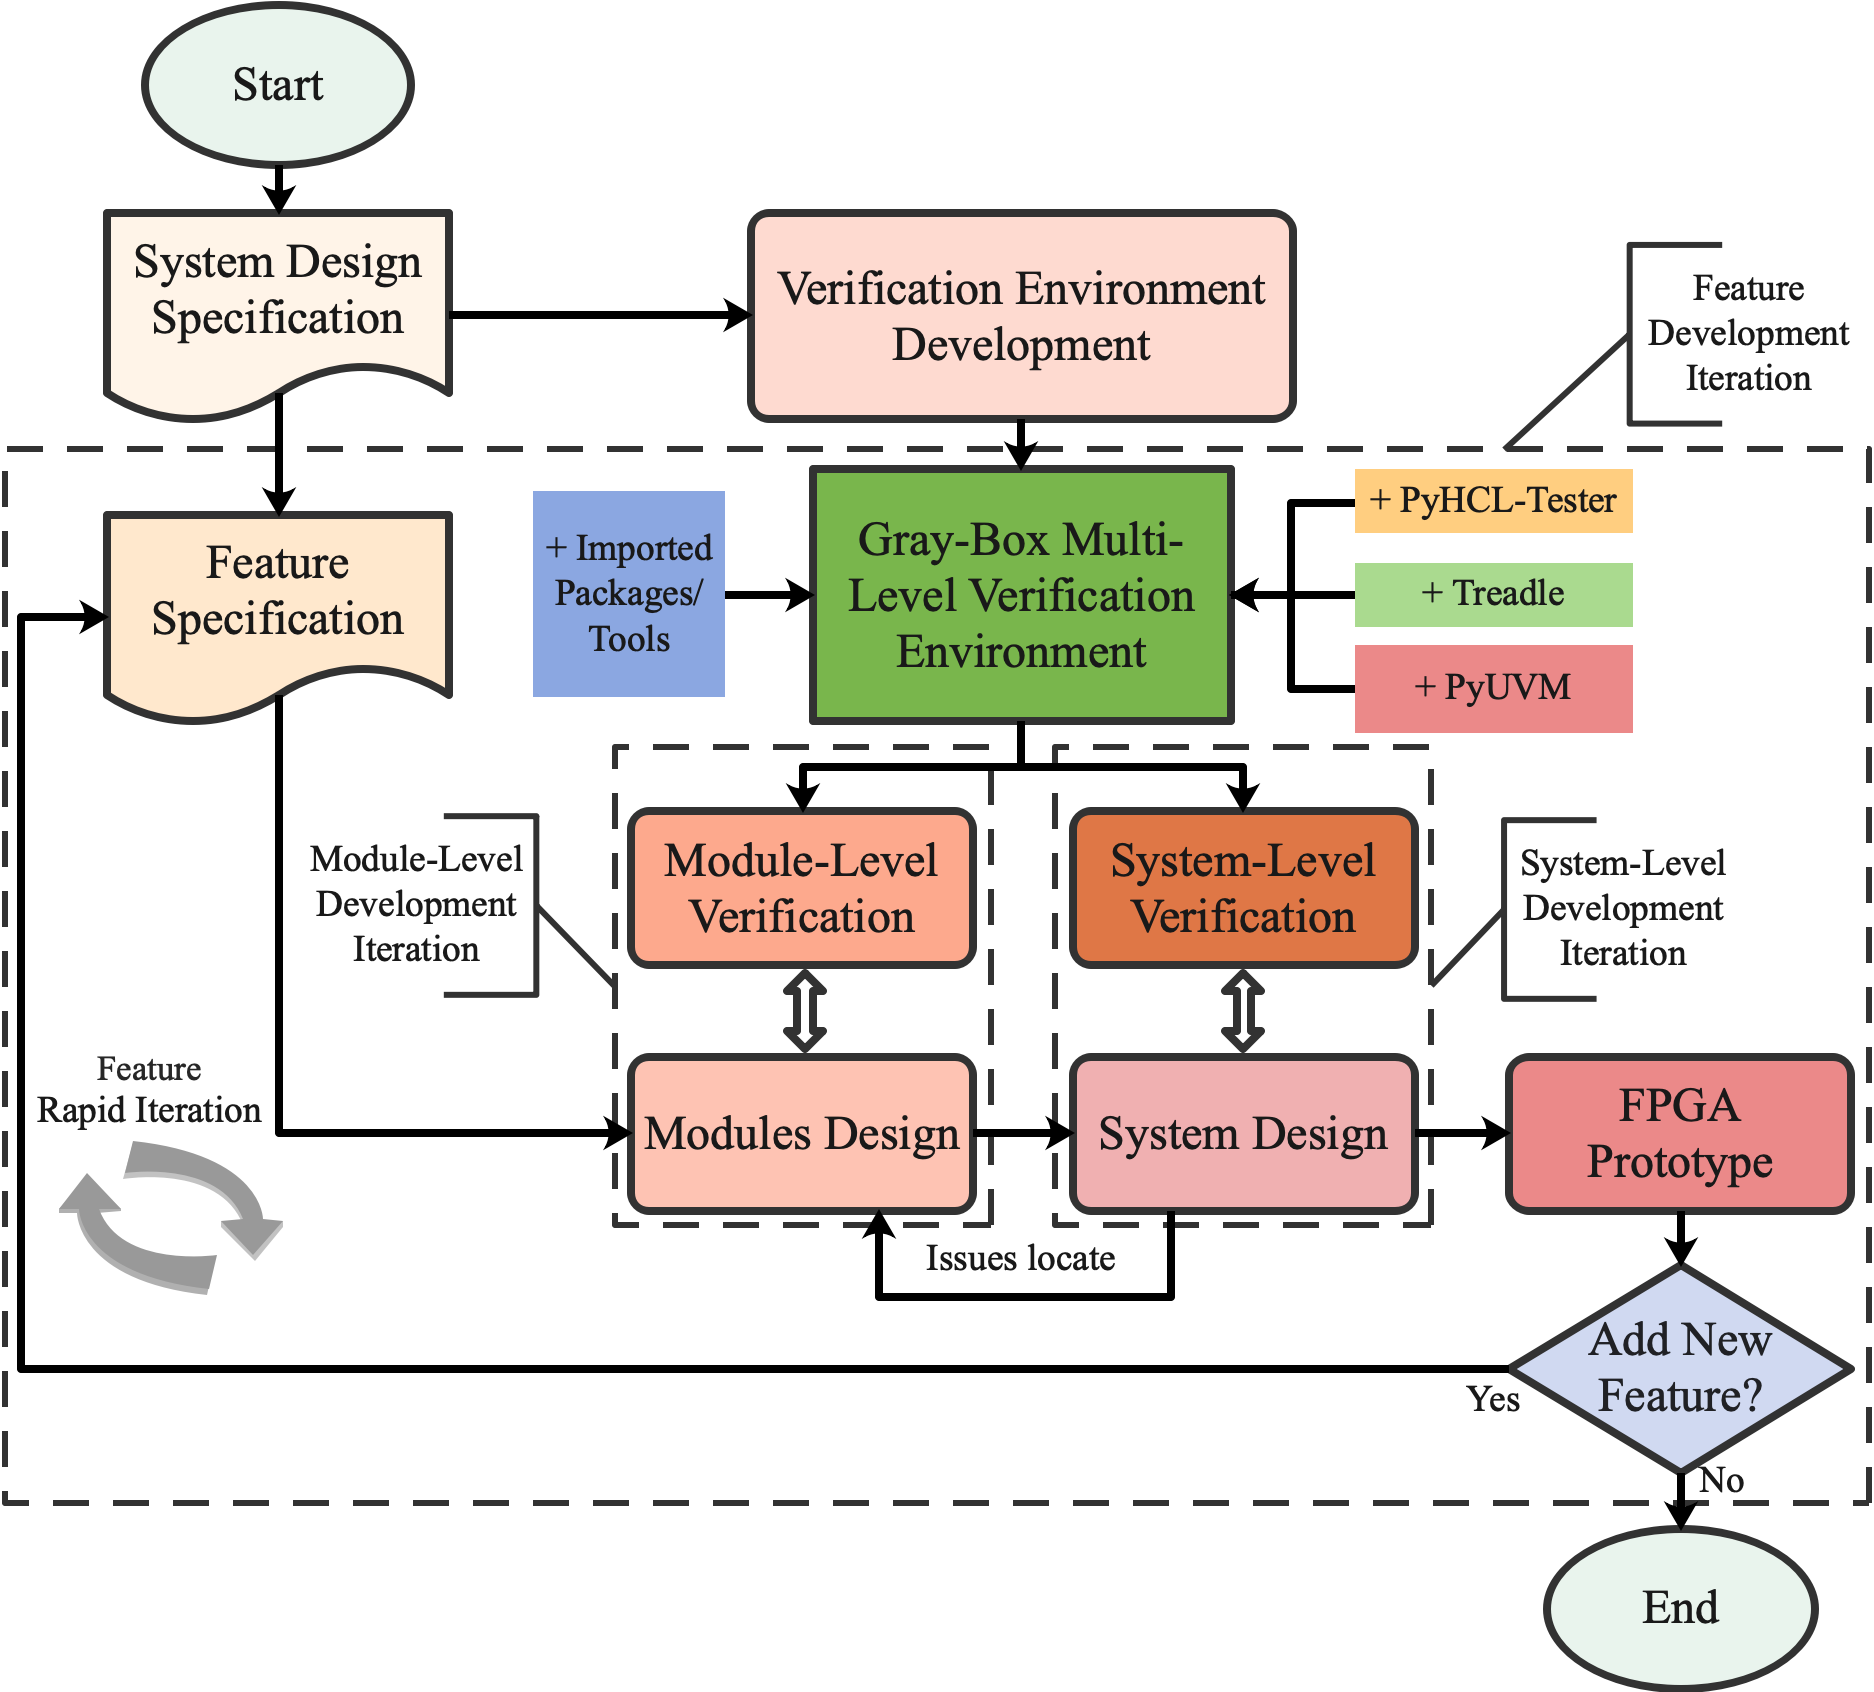 Start
System Design
Specification
Verification Environment
Development
Feature
Development
Iteration
Feature
Specification
+ Imported
Packages/
Tools
Gray-Box Multi-
Level Verification
Environment
+ PyHCL-Tester
+ Treadle
+ PyUVM
Module-Level
Development
Iteration
Module-Level
Verification
System-Level
Verification
System-Level
Development
Iteration
Feature
Rapid Iteration
Modules Design
System Design
FPGA
Prototype
Issues locate
Add New
Feature?
Yes
No
End